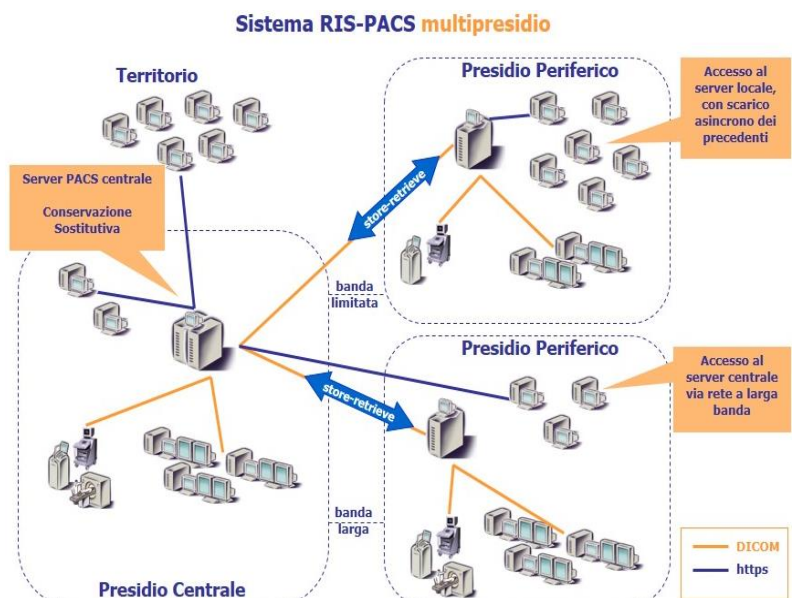 Sistema RIS-PACS multipresidio
Territorio
Presidio Periferico
Accesso al
server locale,
con scarico
asincrono dei
precedenti
Server PACS centrale
Conservazione
Sostitutiva
store-retrieve
banda
limitata
Presidio Periferico
Accesso al
server centrale
via rete a larga
banda
store-retrieve
banda
larga
Presidio Centrale
DICOM
https